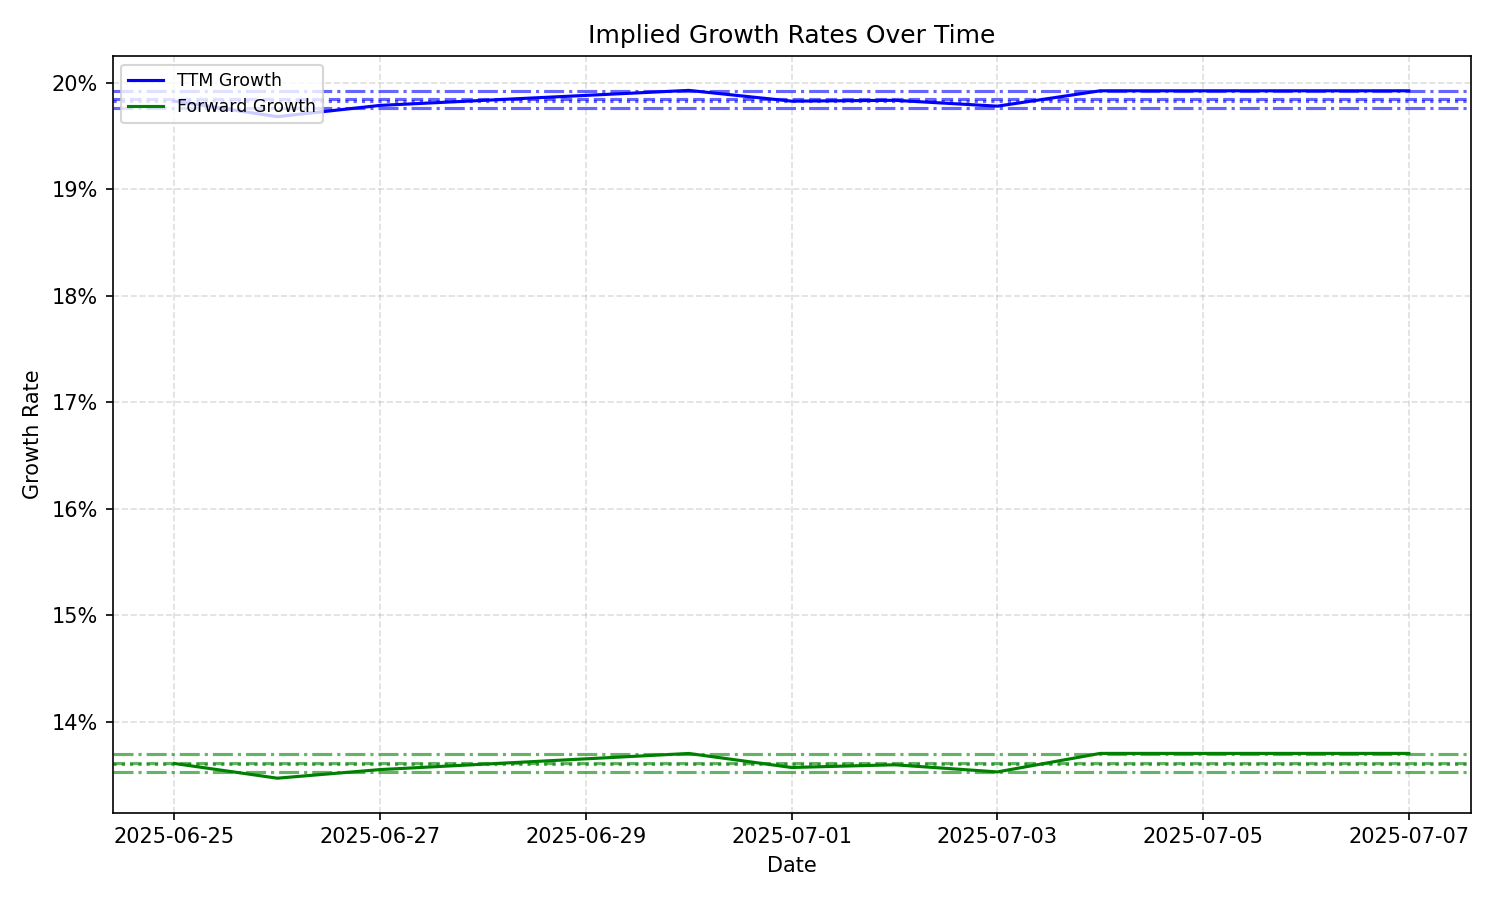 Implied Growth Rates Over Time
TTM Growth
Forward Growth
20%
19%
18%
17%
16%
15%
14%
Growth Rate
2025-06-25
2025-06-27
2025-06-29
2025-07-01
2025-07-03
2025-07-05
2025-07-07
Date